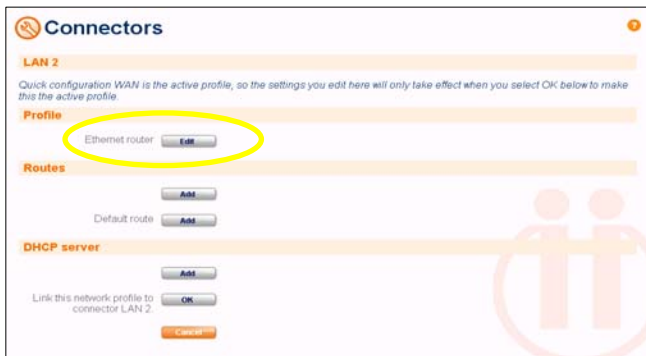 Connectors
?
LAN 2
Quick configuration WAN is the active profile, so the settings you edit here will only take effect when you select OK below to make
this the active profile.
Profile
Ethernet router Edit
Routes
Add
Default route Add
DHCP server
Add
Link this network profile to OK
connector LAN 2.
Cancel